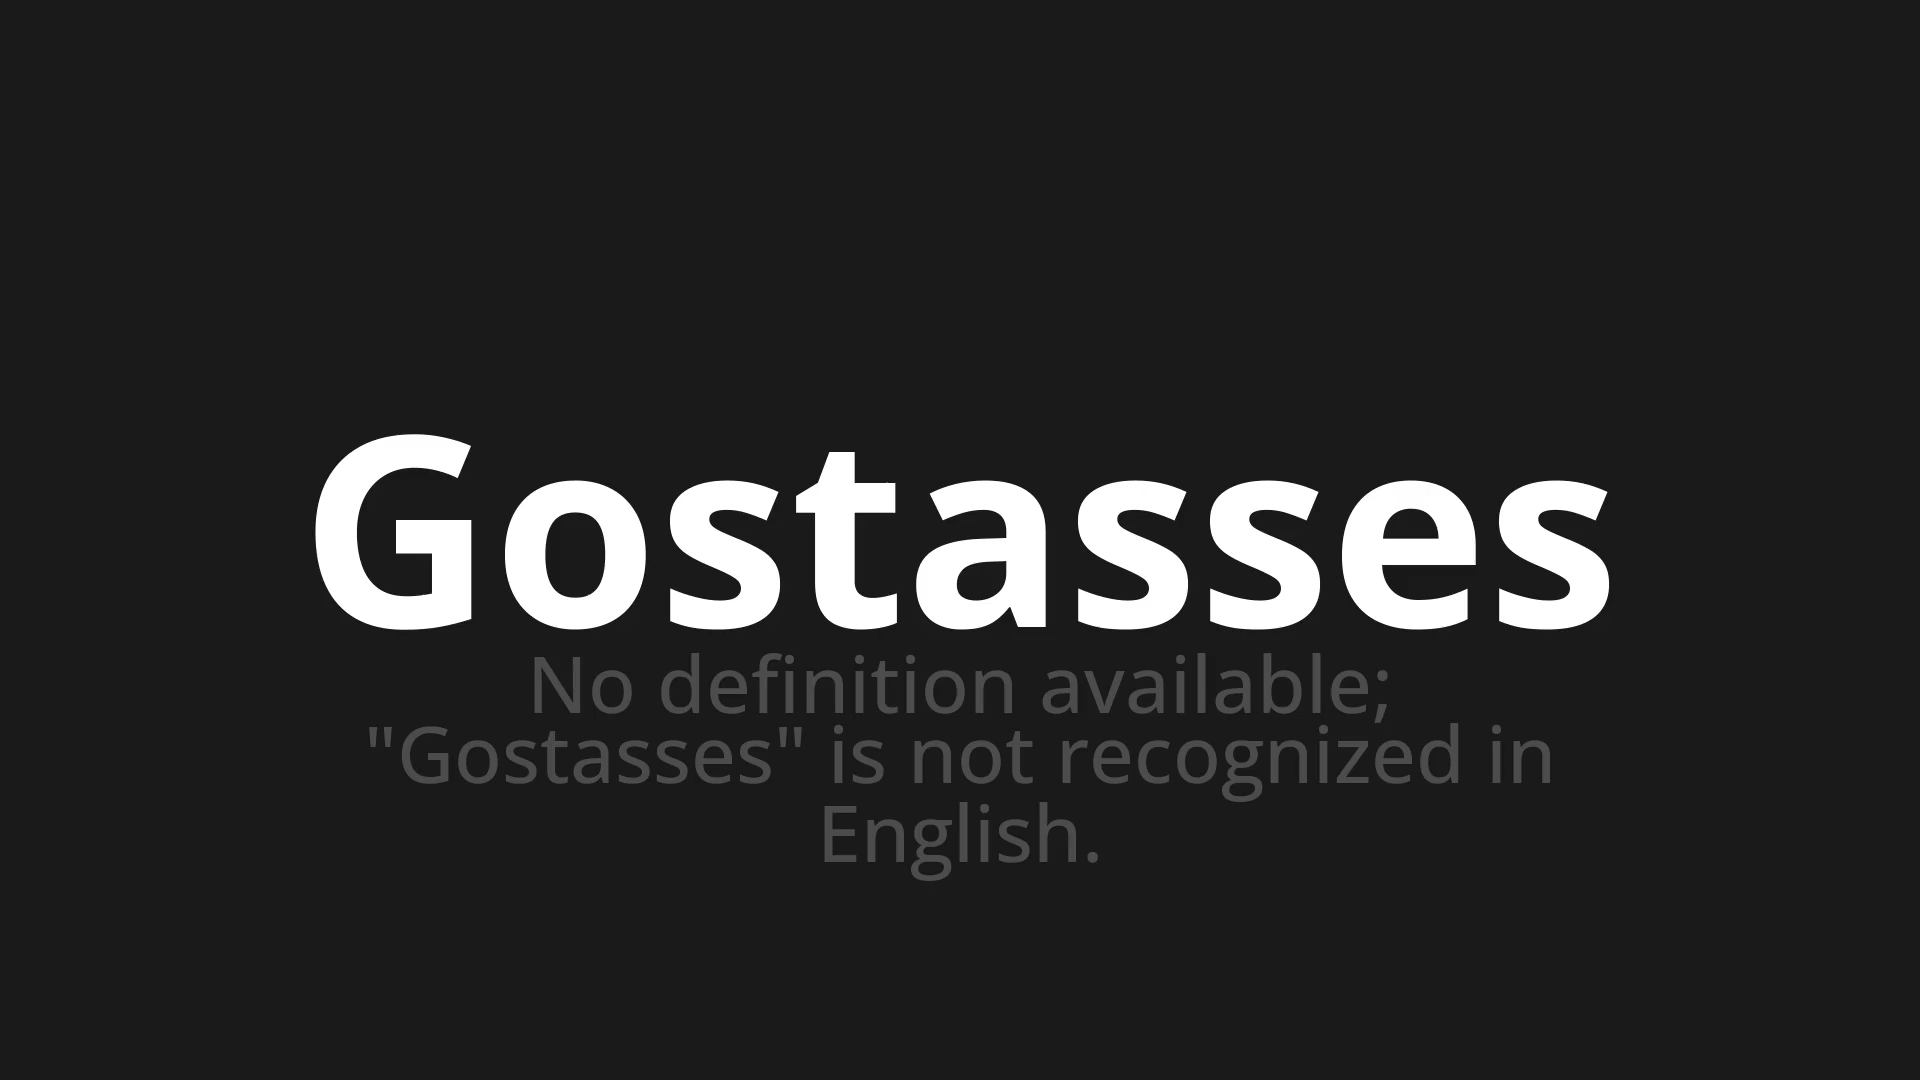 Gostasses
No definition available;
"Gostasses" is not recognized in
English.